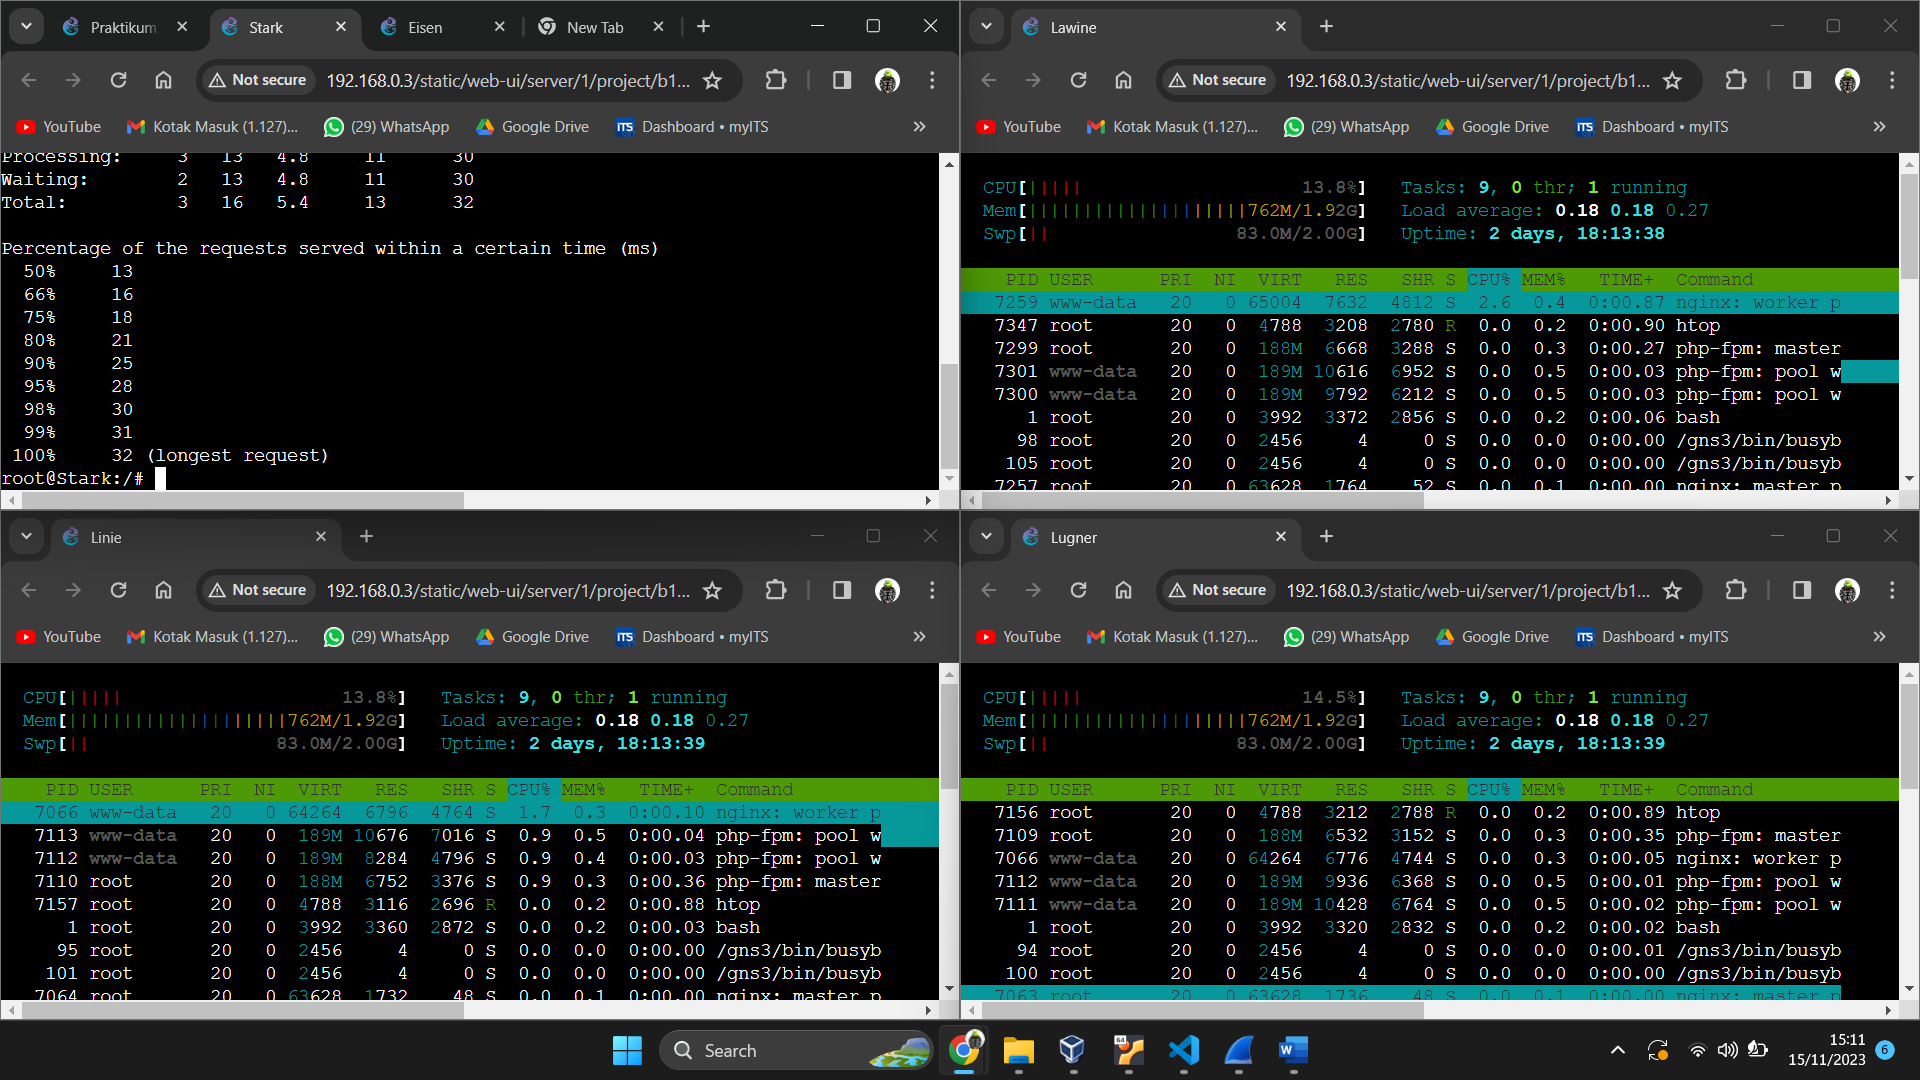 Praktikum
Stark
Eisen
New Tab
Not secure
192.168.0.3/static/web-ui/server/1/project/b1...
YouTube
Kotak Masuk (1.127)...
(29) WhatsApp
Google Drive
ITS Dashboard • myITS
Processing: 3 13 4.8 11 30
Waiting: 2 13 4.8 11 30
Total: 3 16 5.4 13 32
Percentage of the requests served within a certain time (ms)
50% 13
66% 16
75% 18
80% 21
90% 25
95% 28
98% 30
99% 31
100% 32 (longest request)
root@Stark:/#
Lawine
Not secure
192.168.0.3/static/web-ui/server/1/project/b1...
YouTube
Kotak Masuk (1.127)...
(29) WhatsApp
Google Drive
ITS Dashboard • myITS
CPU[||||| 13.8%] Tasks: 9, 0 thr; 1 running
Mem[||||||||||||||||||||762M/1.92G] Load average: 0.18 0.18 0.27
Swp[|| 83.0M/2.00G] Uptime: 2 days, 18:13:38
PID USER PRI NI VIRT RES SHR S CPU% MEM% TIME+ Command
7259 www-data 20 0 65004 7632 4812 S 2.6 0.4 0:00.87 nginx: worker p
7347 root 20 0 4788 3208 2780 R 0.0 0.2 0:00.90 htop
7299 root 20 0 188M 6668 3288 S 0.0 0.3 0:00.27 php-fpm: master
7301 www-data 20 0 189M 10616 6952 S 0.0 0.5 0:00.03 php-fpm: pool w
7300 www-data 20 0 189M 9792 6212 S 0.0 0.5 0:00.03 php-fpm: pool w
1 root 20 0 3992 3372 2856 S 0.0 0.2 0:00.06 bash
98 root 20 0 2456 4 0 S 0.0 0.0 0:00.00 /gns3/bin/busyb
105 root 20 0 2456 4 0 S 0.0 0.0 0:00.00 /gns3/bin/busyb
7257 root 20 0 63628 1764 52 S 0.0 0.1 0:00.00 nginx: master p
Linie
Not secure
192.168.0.3/static/web-ui/server/1/project/b1...
YouTube
Kotak Masuk (1.127)...
(29) WhatsApp
Google Drive
ITS Dashboard • myITS
CPU[||||| 13.8%] Tasks: 9, 0 thr; 1 running
Mem[||||||||||||||||||||762M/1.92G] Load average: 0.18 0.18 0.27
Swp[|| 83.0M/2.00G] Uptime: 2 days, 18:13:39
PID USER PRI NI VIRT RES SHR S CPU% MEM% TIME+ Command
7066 www-data 20 0 64264 6796 4764 S 1.7 0.3 0:00.10 nginx: worker p
7113 www-data 20 0 189M 10676 7016 S 0.9 0.5 0:00.04 php-fpm: pool w
7112 www-data 20 0 189M 8284 4796 S 0.9 0.4 0:00.03 php-fpm: pool w
7110 root 20 0 188M 6752 3376 S 0.9 0.3 0:00.36 php-fpm: master
7157 root 20 0 4788 3116 2696 R 0.0 0.2 0:00.88 htop
1 root 20 0 3992 3360 2872 S 0.0 0.2 0:00.03 bash
95 root 20 0 2456 4 0 S 0.0 0.0 0:00.00 /gns3/bin/busyb
101 root 20 0 2456 4 0 S 0.0 0.0 0:00.00 /gns3/bin/busyb
7064 root 20 0 63628 1732 48 S 0.0 0.1 0:00.00 nginx: master p
Lugner
Not secure
192.168.0.3/static/web-ui/server/1/project/b1...
YouTube
Kotak Masuk (1.127)...
(29) WhatsApp
Google Drive
ITS Dashboard • myITS
CPU[||||| 14.5%] Tasks: 9, 0 thr; 1 running
Mem[||||||||||||||||||||762M/1.92G] Load average: 0.18 0.18 0.27
Swp[|| 83.0M/2.00G] Uptime: 2 days, 18:13:39
PID USER PRI NI VIRT RES SHR S CPU% MEM% TIME+ Command
7156 root 20 0 4788 3212 2788 R 0.0 0.2 0:00.89 htop
7109 root 20 0 188M 6532 3152 S 0.0 0.3 0:00.35 php-fpm: master
7066 www-data 20 0 64264 6776 4744 S 0.0 0.3 0:00.05 nginx: worker p
7112 www-data 20 0 189M 9936 6368 S 0.0 0.5 0:00.01 php-fpm: pool w
7111 www-data 20 0 189M 10428 6764 S 0.0 0.5 0:00.02 php-fpm: pool w
1 root 20 0 3992 3320 2832 S 0.0 0.2 0:00.02 bash
94 root 20 0 2456 4 0 S 0.0 0.0 0:00.01 /gns3/bin/busyb
100 root 20 0 2456 4 0 S 0.0 0.0 0:00.00 /gns3/bin/busyb
7063 root 20 0 63628 1736 48 S 0.0 0.1 0:00.00 nginx: master p
Search
64
W
15:11
15/11/2023
6